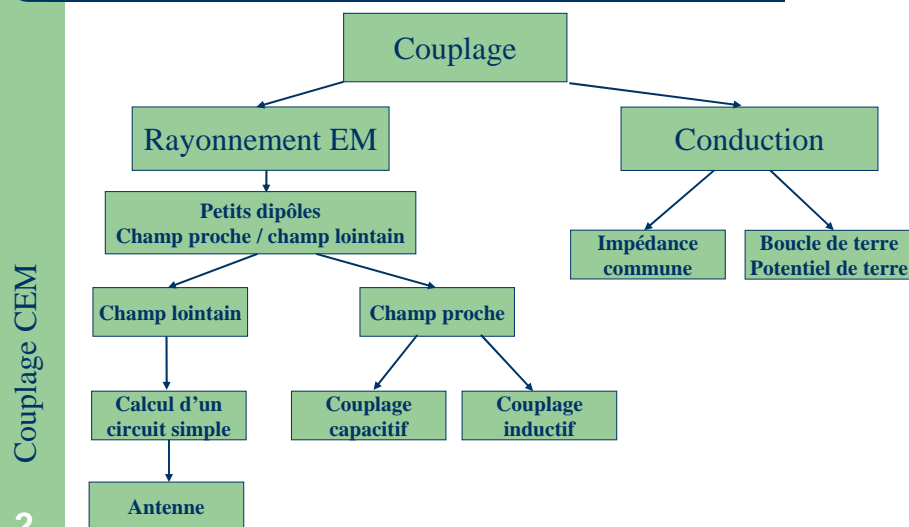 Couplage
Rayonnement EM
Conduction
Petits dipôles
Champ proche / champ lointain
Impédance
commune
Boucle de terre
Potentiel de terre
Champ lointain
Champ proche
Calcul d'un
circuit simple
Couplage
capacitif
Couplage
inductif
Antenne
Couplage CEM
2